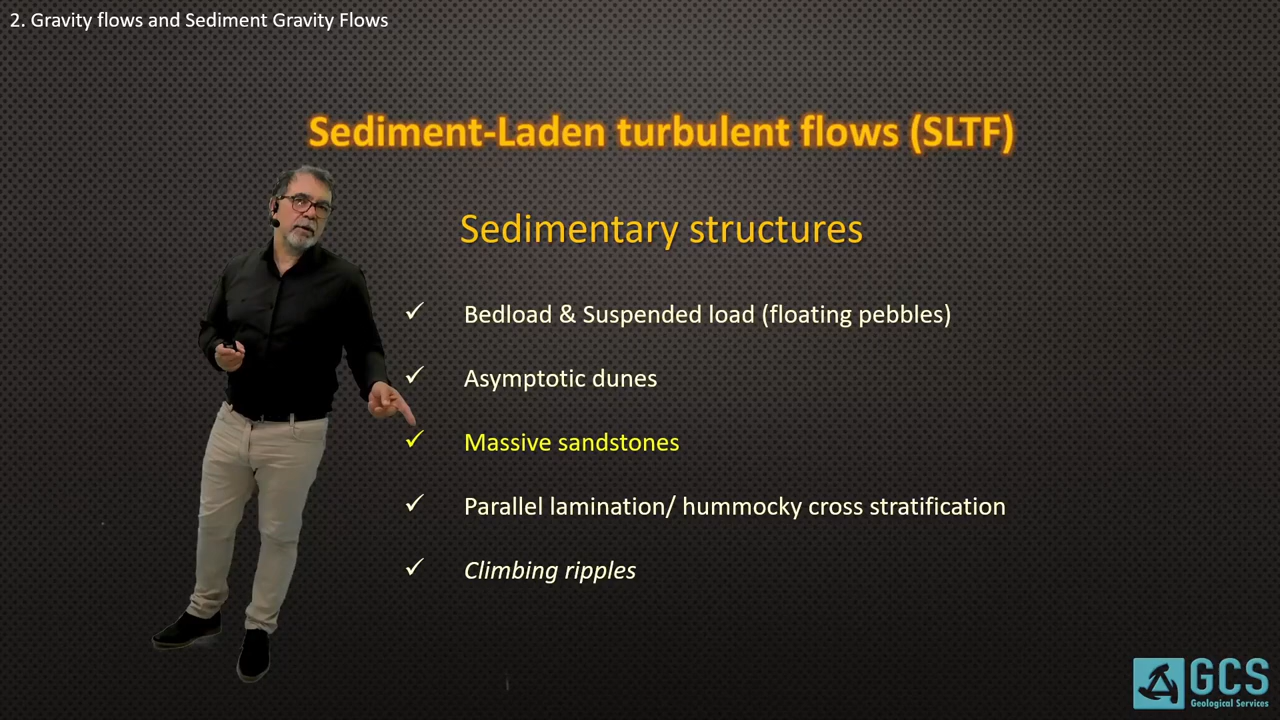 2. Gravity flows and Sediment Gravity Flows
Sediment-Laden turbulent flows (SLTF)
Sedimentary structures
✓ Bedload & Suspended load (floating pebbles)
✓ Asymptotic dunes
✓ Massive sandstones
✓ Parallel lamination/ hummocky cross stratification
✓ Climbing ripples
GCS
Geological Services